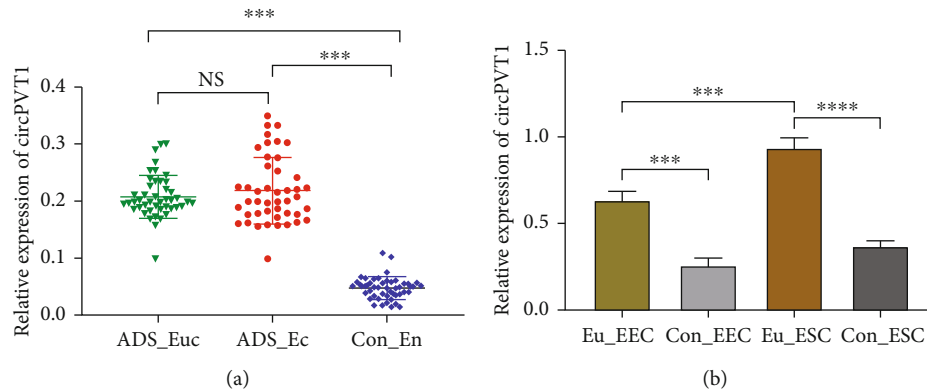 ***
***
NS
Relative expression of circPVT1
0.4
0.3
0.2
0.1
0.0
ADS_Euc ADS_Ec Con_En
(a)
Relative expression of circPVT1
1.5
1.0
0.5
0.0
***
****
***
Eu_EEC Con_EEC Eu_ESC Con_ESC
(b)